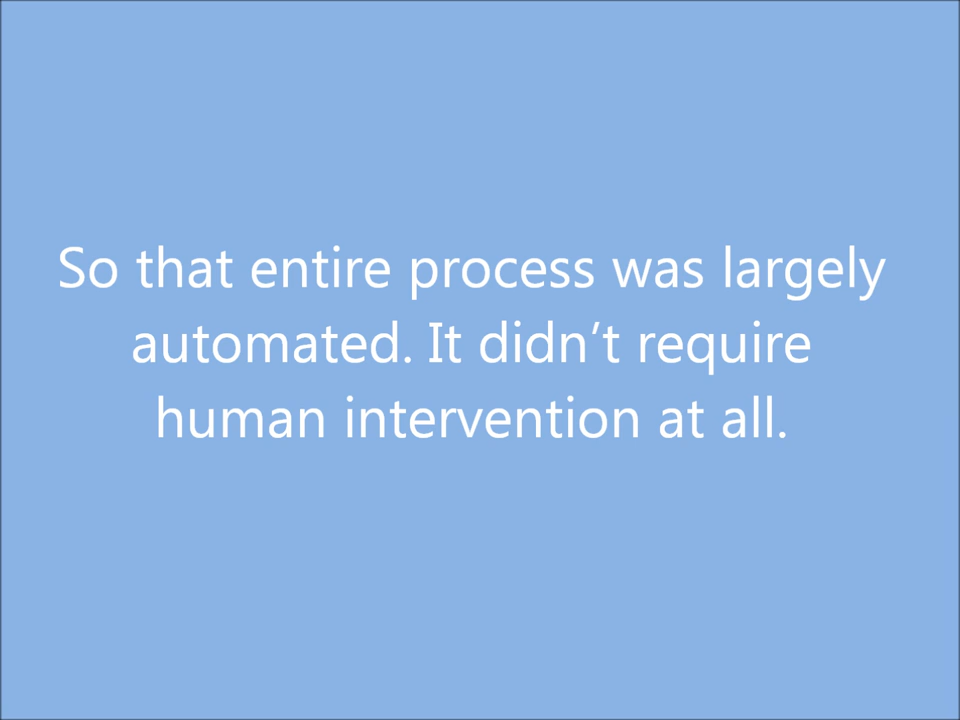 So that entire process was largely
automated. It didn’t require
human intervention at all.